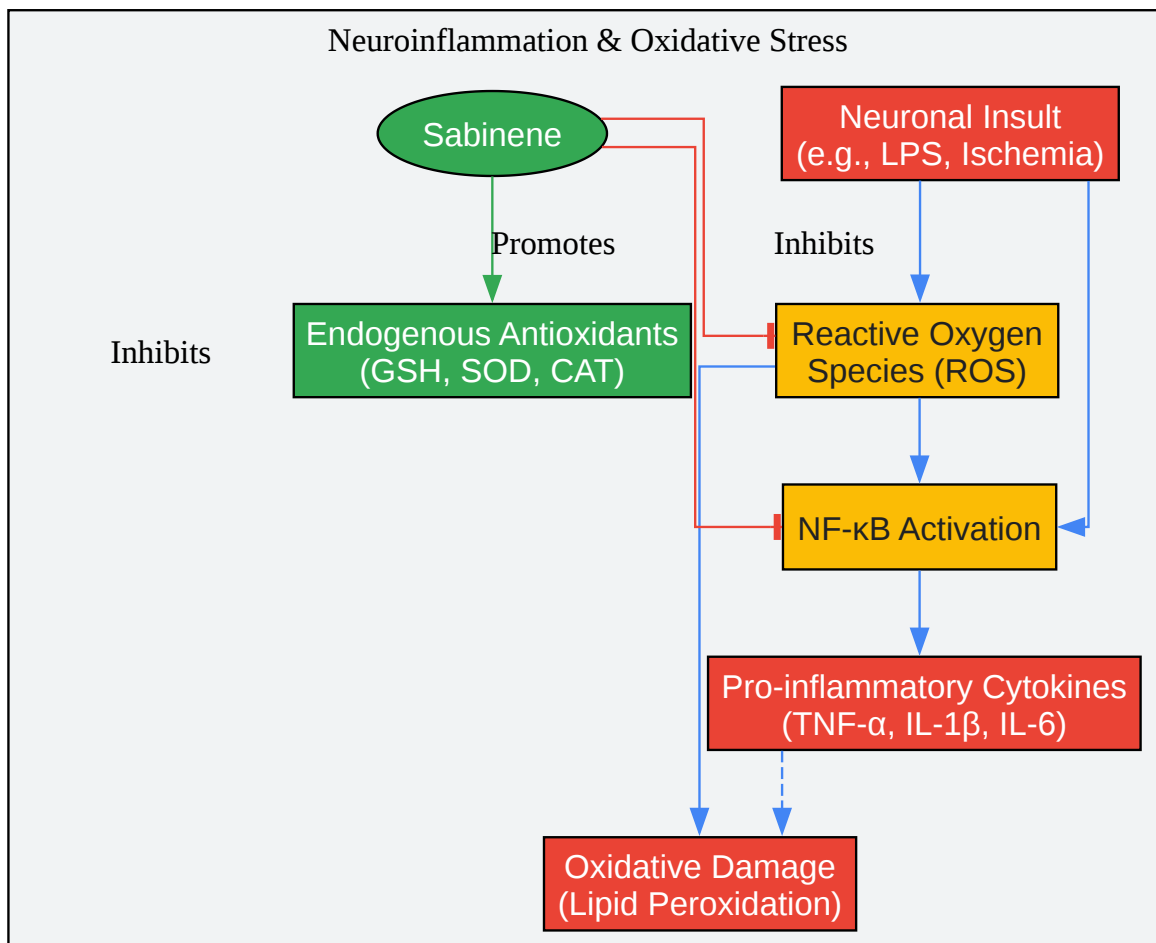 Neuroinflammation & Oxidative Stress
Sabinene
Neuronal Insult
(e.g., LPS, Ischemia)
Promotes
Inhibits
Endogenous Antioxidants
(GSH, SOD, CAT)
Reactive Oxygen
Species (ROS)
Inhibits
NF-κB Activation
Pro-inflammatory Cytokines
(TNF-α, IL-1β, IL-6)
Oxidative Damage
(Lipid Peroxidation)